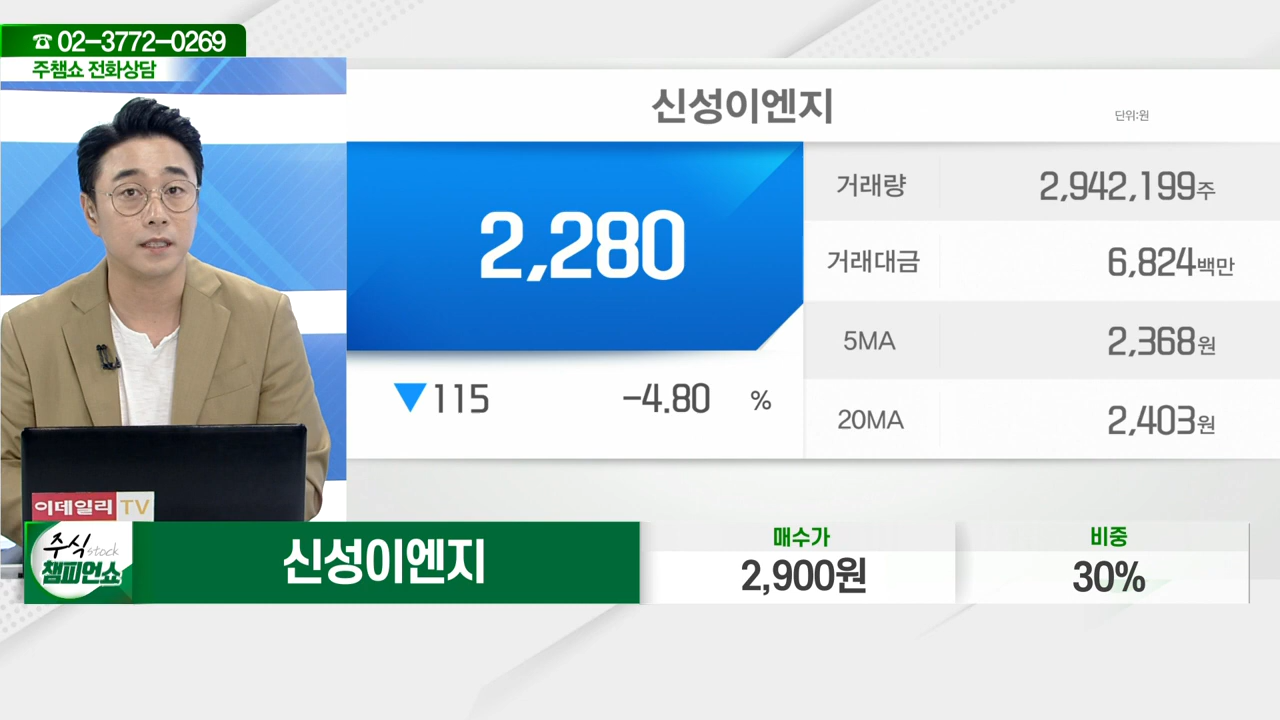 ☎ 02-3772-0269
주챔쇼 전화상담
신성이엔지
단위:원
2,280
▼115 -4.80 %
거래량 2,942,199주
거래대금 6,824백만
5MA 2,368원
20MA 2,403원
이데일리 TV
주식 stock
챔피언쇼
신성이엔지
매수가
2,900원
비중
30%